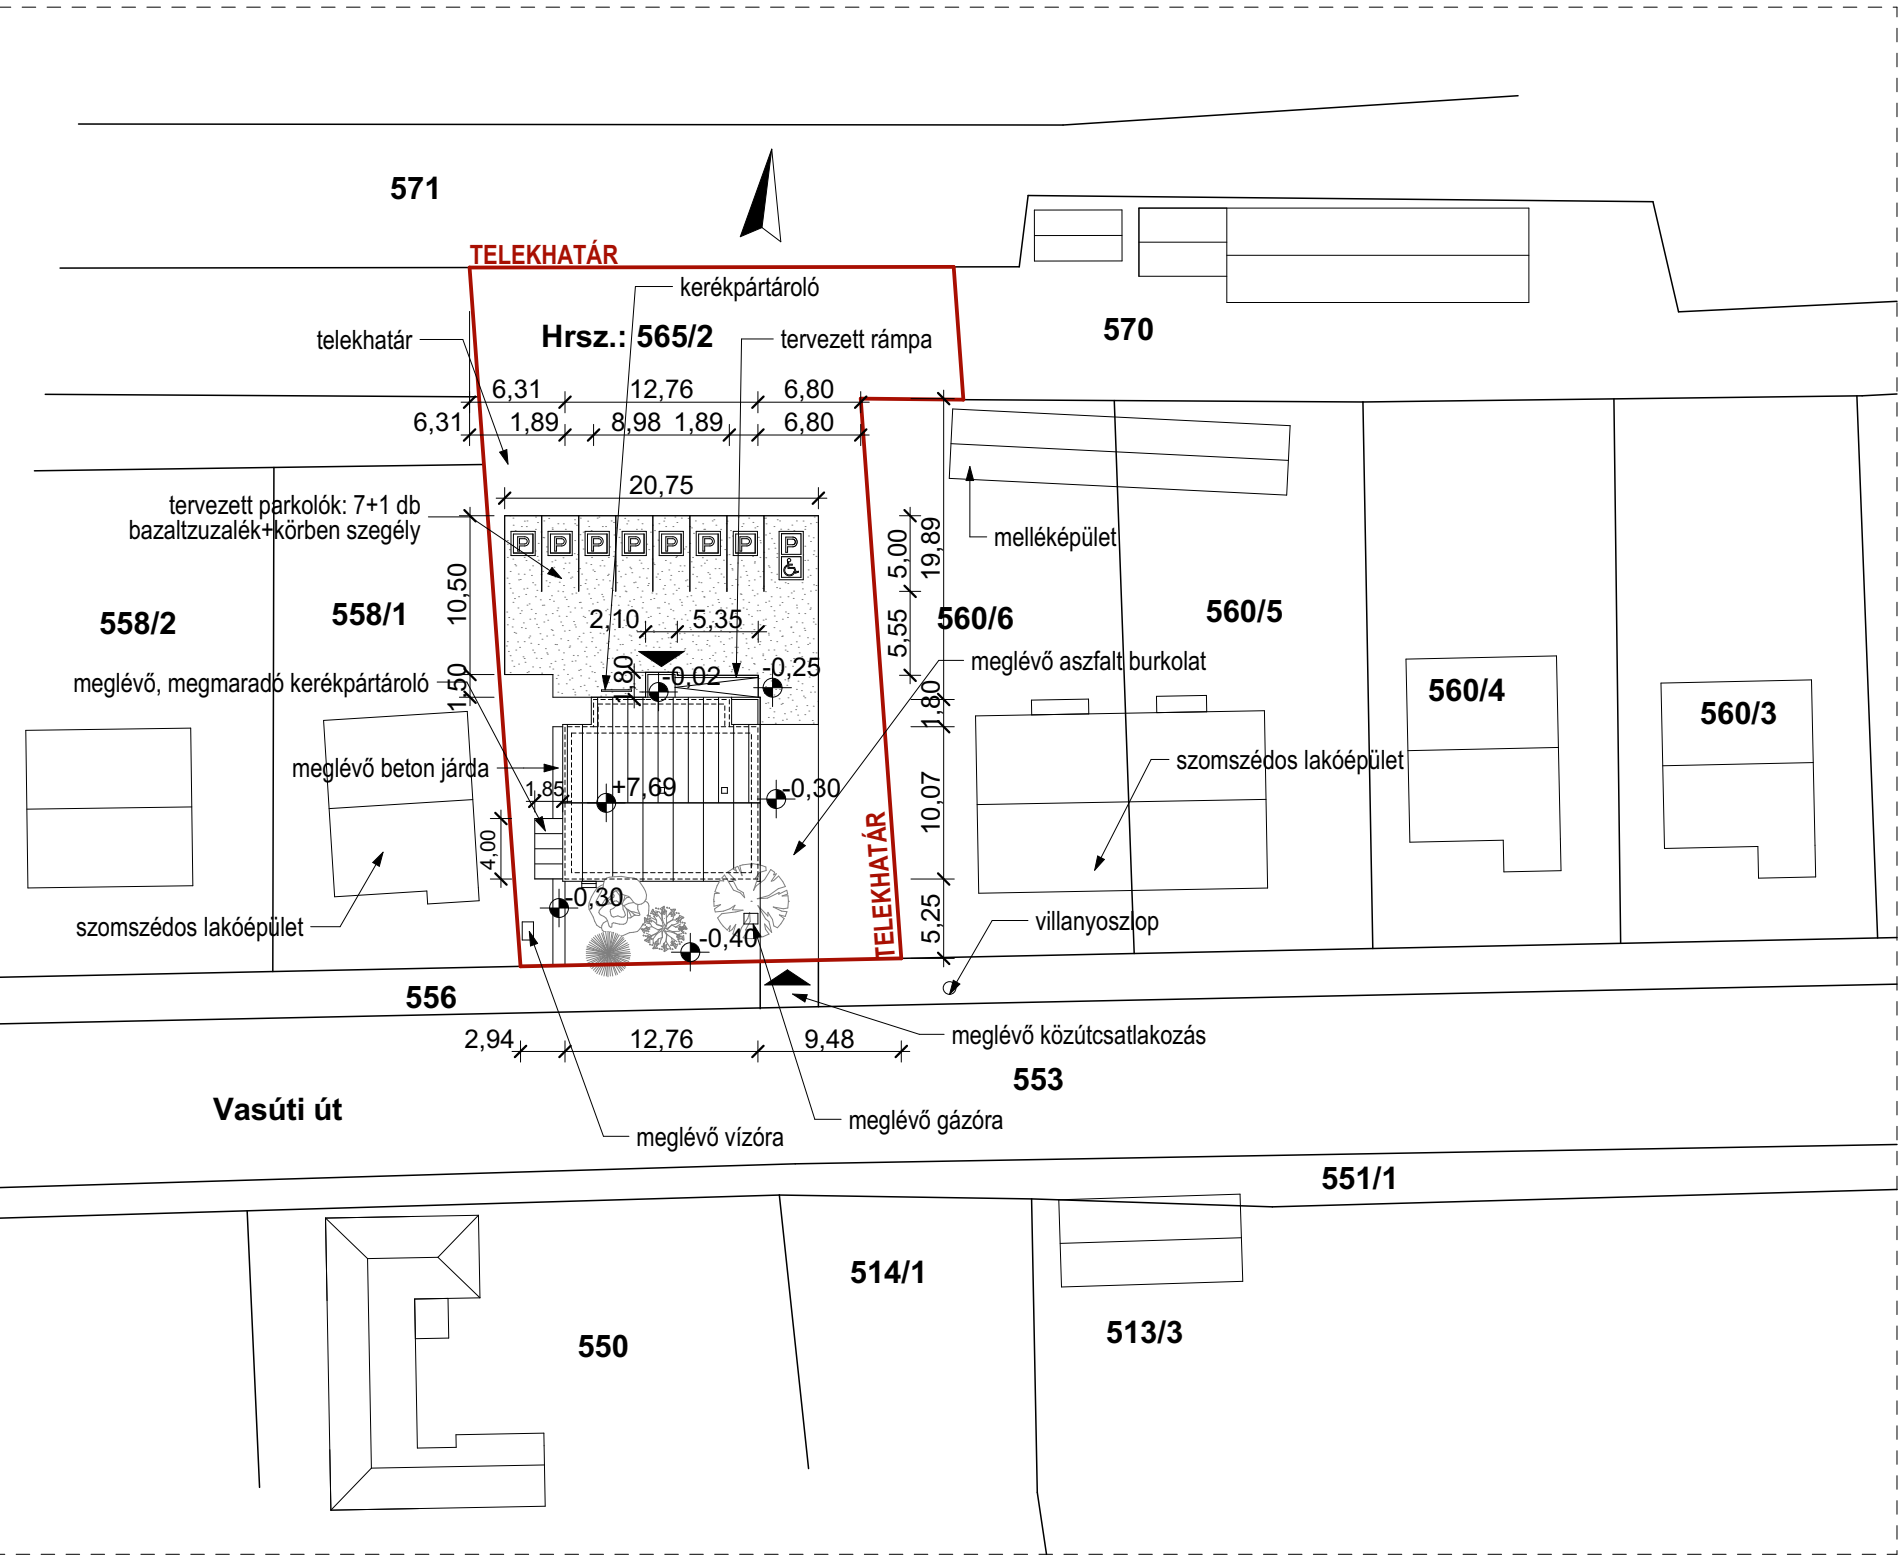 571
TELEKHATÁR
kerékpártároló
telekhatár
Hrsz.: 565/2
tervezett rámpa
570
6,31
12,76
6,80
6,31
1,89
8,98
1,89
6,80
20,75
tervezett parkolók: 7+1 db
bazaltzuzalék+körben szegély
P
P
P
P
P
P
P
P
5,00
19,89
melléképület
10,50
558/2
558/1
2,10
5,35
5,55
560/6
560/5
meglévő aszfalt burkolat
1,80
-0,02
-0,25
meglévő, megmaradó kerékpártároló
1,50
1,80
560/4
560/3
meglévő beton járda
szomszédos lakóépület
1,85
+7,69
-0,30
10,07
4,00
TELEKHATÁR
-0,30
szomszédos lakóépület
-0,40
5,25
villanyoszlop
556
2,94
12,76
9,48
meglévő közútcsatlakozás
553
Vasúti út
meglévő gázóra
meglévő vízóra
551/1
514/1
550
513/3